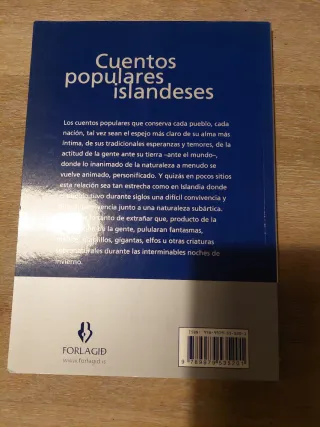 Cuentos
populares
islandeses
Los cuentos populares que conserva cada pueblo, cada
nación, tal vez sean el espejo más claro de su alma más
íntima, de sus tradicionales esperanzas y temores, de la
actitud de la gente ante su tierra –ante el mundo–,
donde lo inanimado de la naturaleza a menudo se
vuelve animado, personificado. Y quizás en pocos sitios
esta relación sea tan estrecha como en Islandia donde
tuvo durante siglos una difícil convivencia y
junto a una naturaleza subártica.
de extrañar que, producto de la
de la gente, pulularan fantasmas,
gigantas, elfos u otras criaturas
durante las interminables noches de
invierno.
FORLAGIÐ
www.forlagid.is